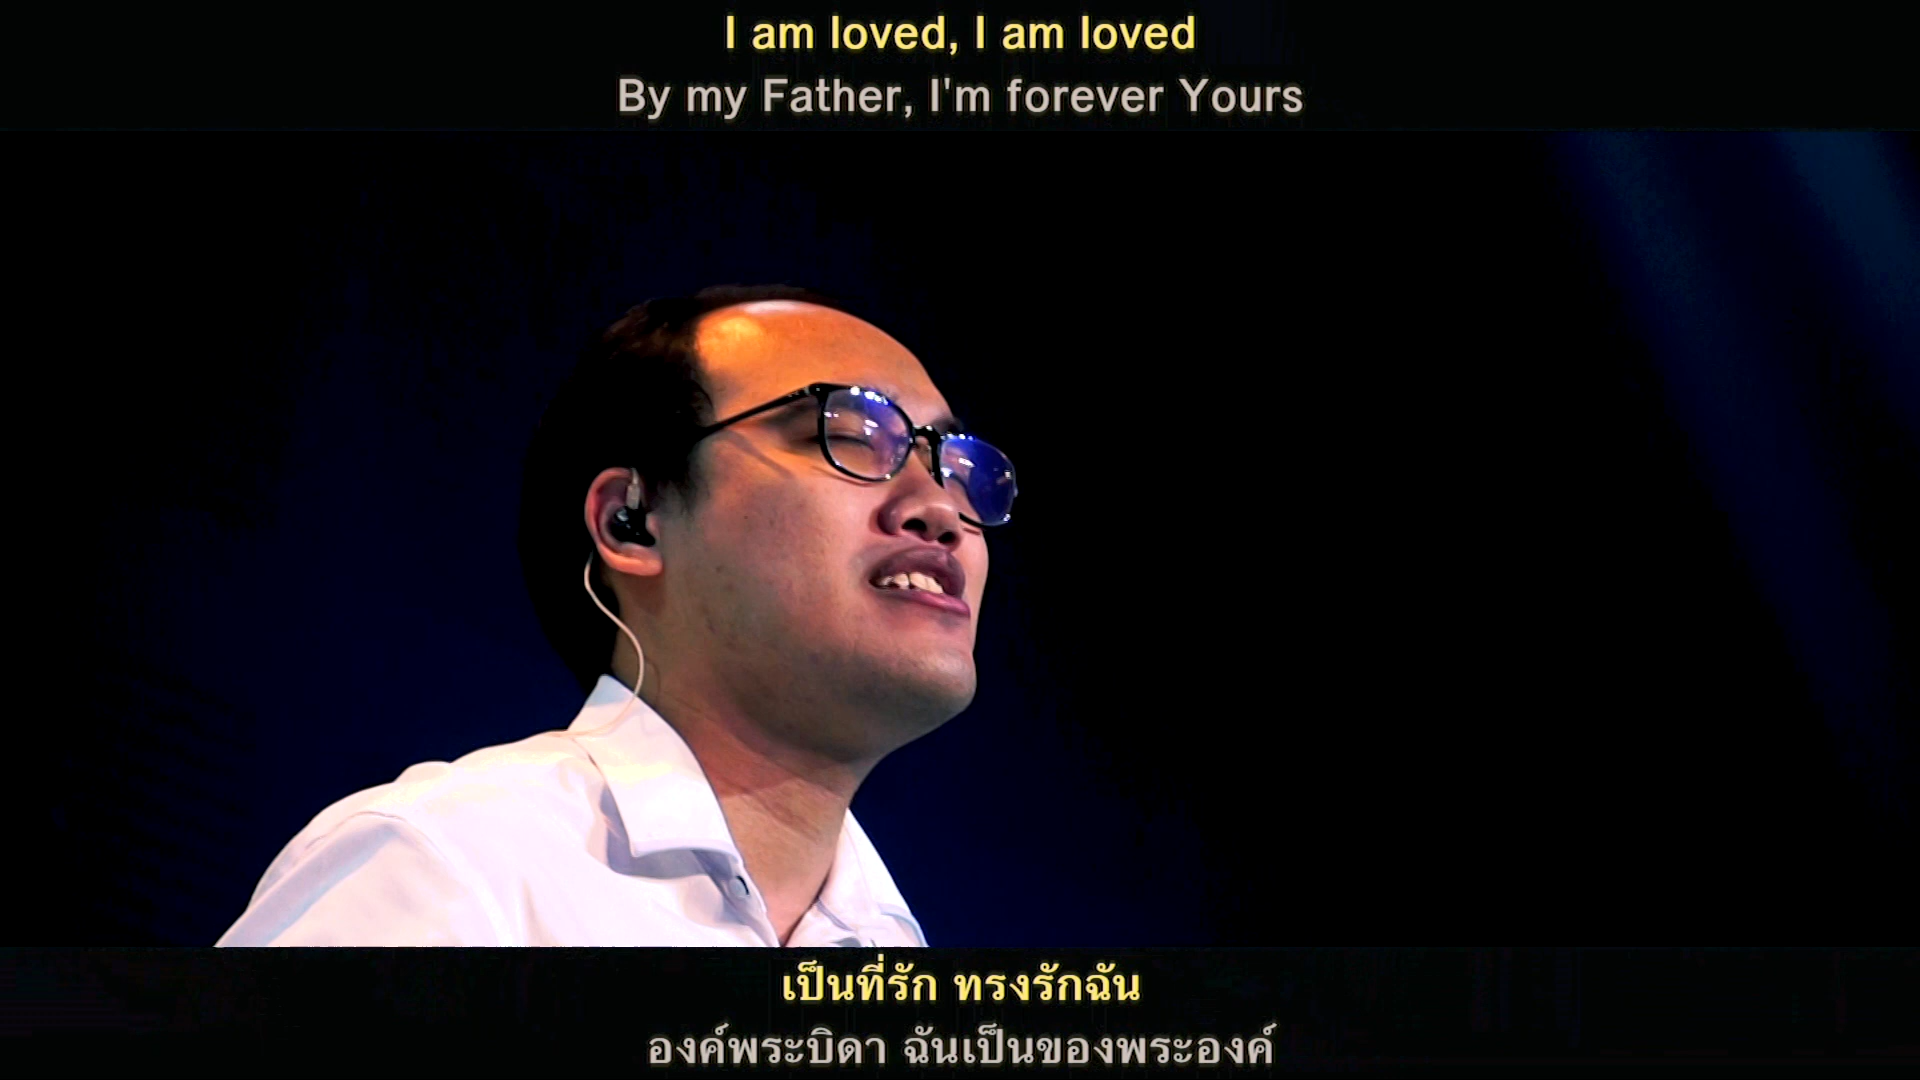 I am loved, I am loved
By my Father, I'm forever Yours
เป็นที่รัก ทรงรักฉัน
องค์พระบิดา ฉันเป็นของพระองค์